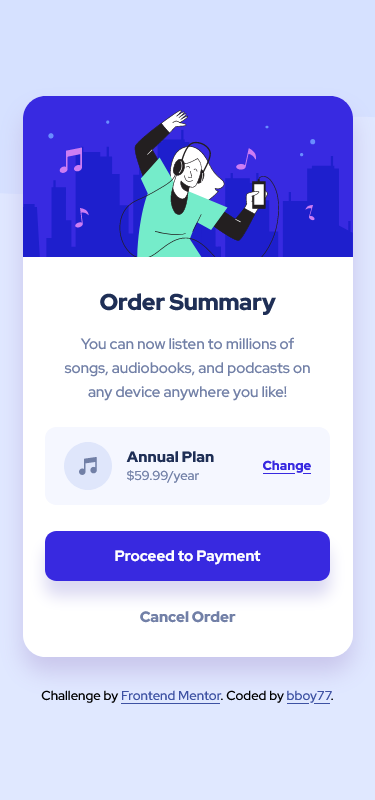 Order Summary
You can now listen to millions of
songs, audiobooks, and podcasts on
any device anywhere you like!
Annual Plan
$59.99/year
Change
Proceed to Payment
Cancel Order
Challenge by Frontend Mentor. Coded by bboy77.